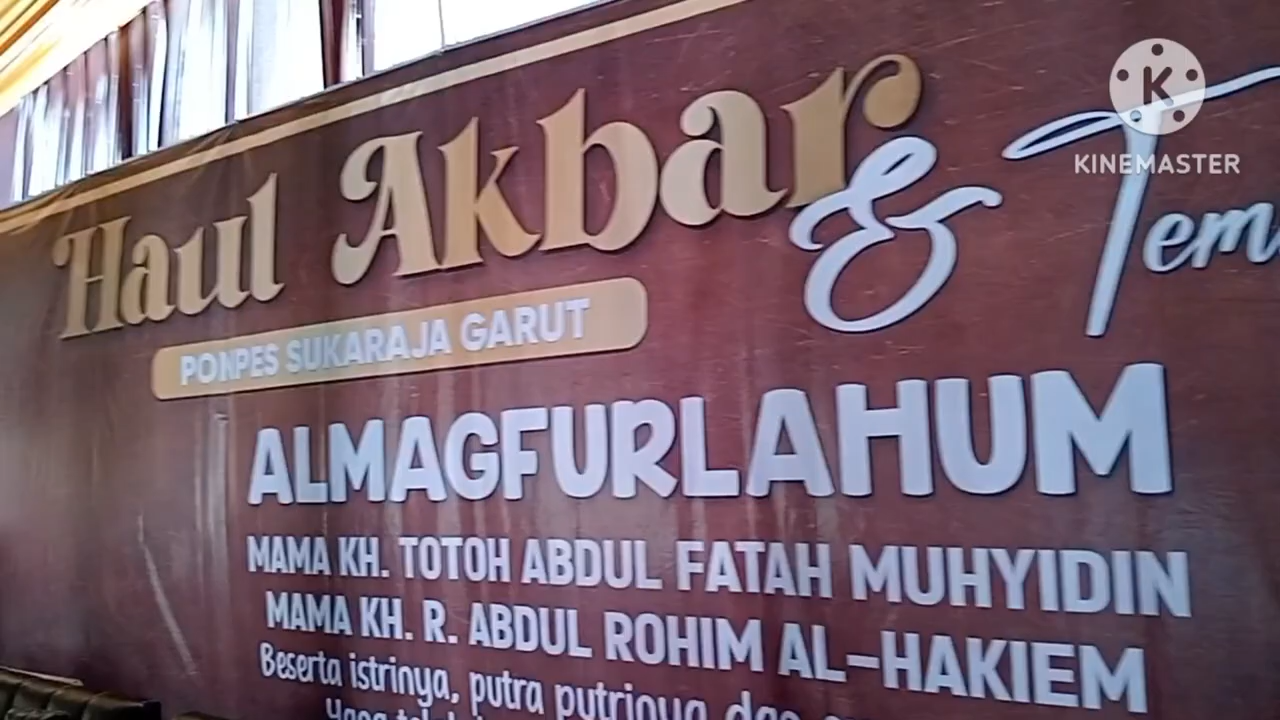 Haul Akbar &
PONPES SUKARAJA GARUT
ALMAGFURLAHUM
MAMA KH. TOTOH ABDUL FATAH MUHYIDIN
MAMA KH. R. ABDUL ROHIM AL-HAKIEM
Beserta istrinya, putra putrinya dan
K
KINEMASTER